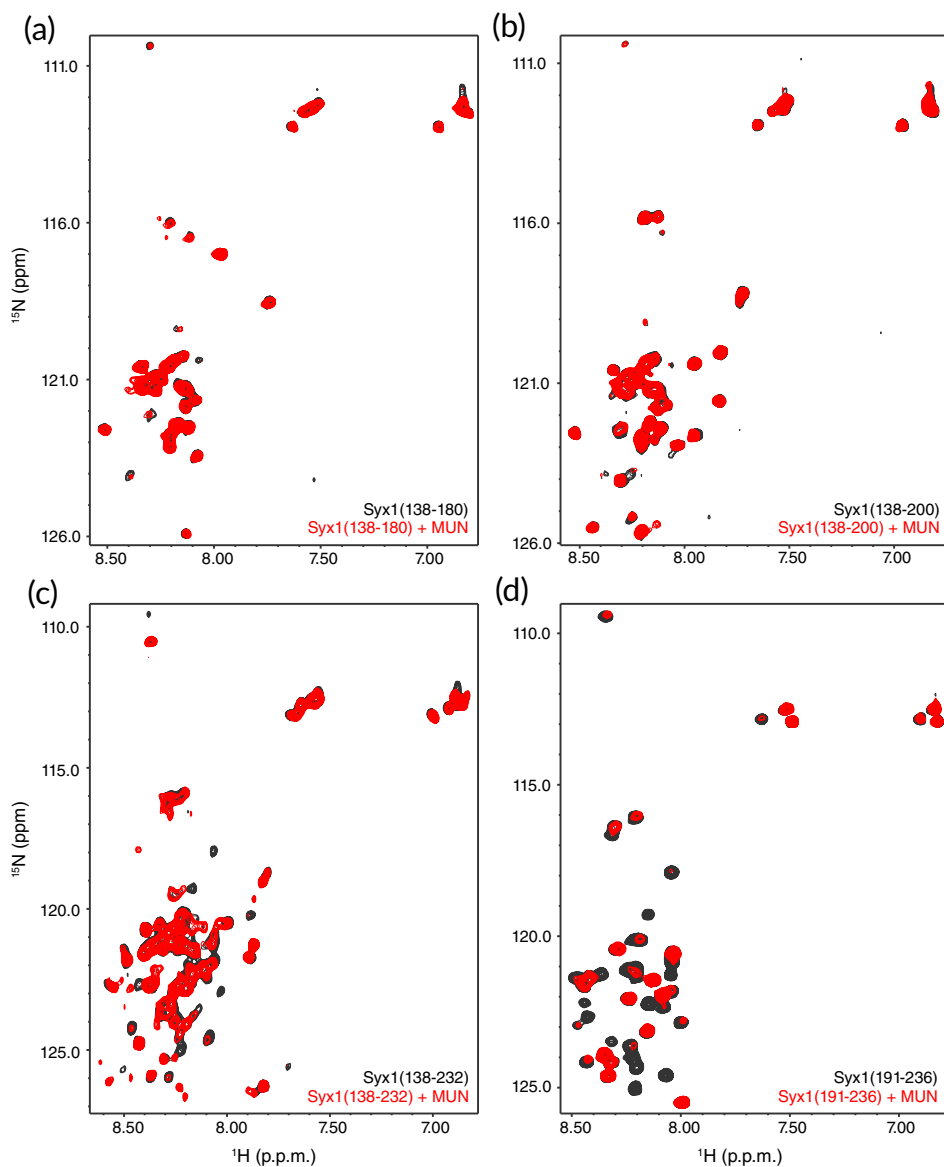 (a)
(b)
111.0
116.0
121.0
126.0
¹⁵N (ppm)
8.50
8.00
7.50
7.00
Syx1(138-180)
Syx1(138-180) + MUN
111.0
116.0
121.0
126.0
8.50
8.00
7.50
7.00
Syx1(138-200)
Syx1(138-200) + MUN
(c)
(d)
110.0
115.0
120.0
125.0
¹⁵N (ppm)
8.50
8.00
7.50
7.00
¹H (p.p.m.)
Syx1(138-232)
Syx1(138-232) + MUN
110.0
115.0
120.0
125.0
8.50
8.00
7.50
7.00
¹H (p.p.m.)
Syx1(191-236)
Syx1(191-236) + MUN